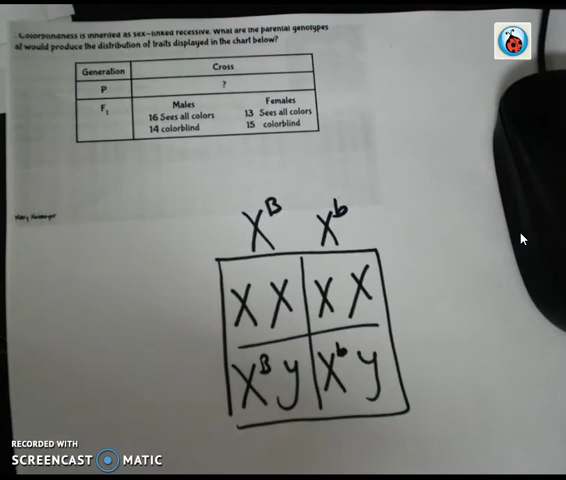 Colorblindness is inherited as sex-linked recessive. What are the parental genotypes
at would produce the distribution of traits displayed in the chart below?
Generation Cross
P ?
F1 Males Females
16 Sees all colors 13 Sees all colors
14 colorblind 15 colorblind
X^B X^b
X X X X
X^B y X^b y
RECORDED WITH
SCREENCAST MATIC